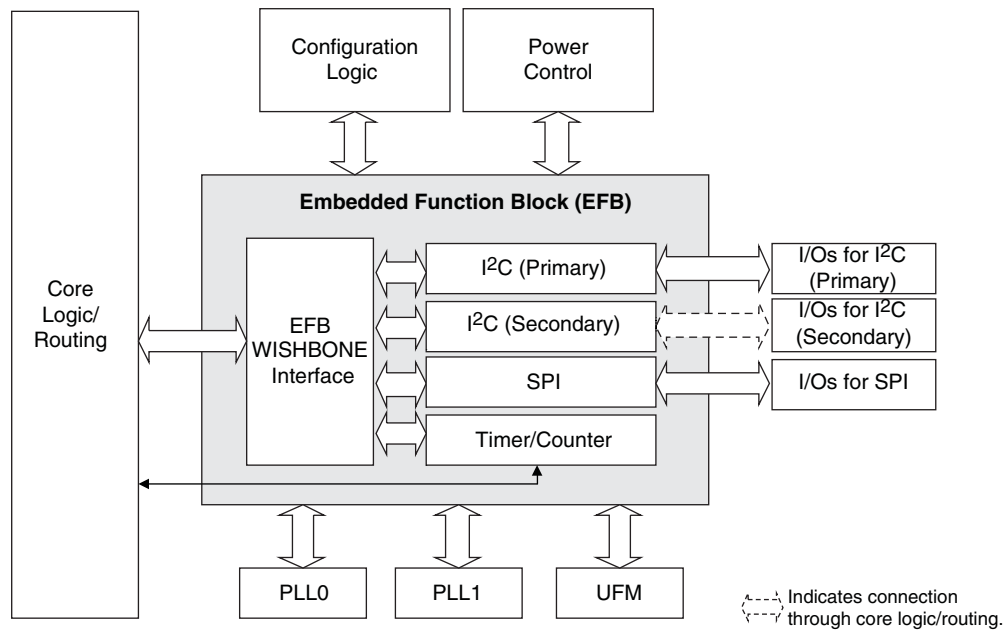 Configuration
Logic
Power
Control
Embedded Function Block (EFB)
Core
Logic/
Routing
EFB
WISHBONE
Interface
I²C (Primary)
I²C (Secondary)
SPI
Timer/Counter
I/Os for I²C
(Primary)
I/Os for I²C
(Secondary)
I/Os for SPI
PLL0
PLL1
UFM
Indicates connection
through core logic/routing.